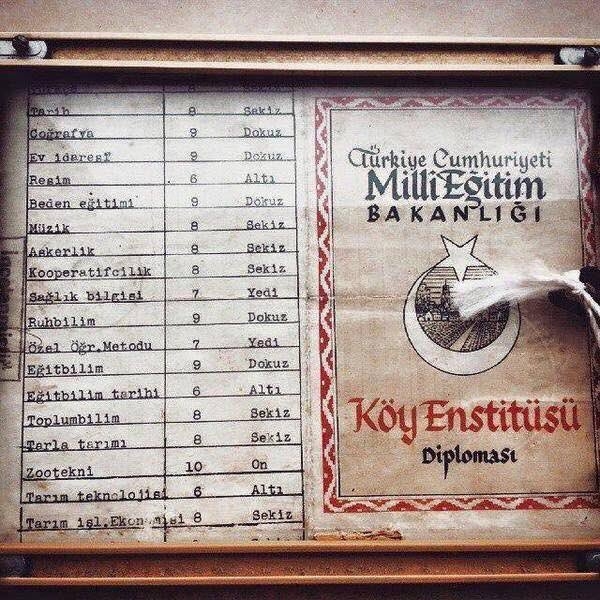 Tarih 8 Sekiz
Coğrafya 9 Dokuz
Ev idaresi 9 Dokuz
Resim 6 Altı
Beden eğitimi 9 Dokuz
Müzik 8 Sekiz
Askerlik 8 Sekiz
Kooperatifcilik 8 Sekiz
Sağlık bilgisi 7 Yedi
Ruhbilim 9 Dokuz
Özel Öğr.Metodu 7 Yedi
Eğitbilim 9 Dokuz
Eğitbilim tarihi 6 Altı
Toplumbilim 8 Sekiz
Tarla tarımı 8 Sekiz
Zootekni 10 On
Tarım teknolojisi 6 Altı
Tarım işl.Ekonomisi 8 Sekiz
Türkiye Cumhuriyeti
Milli Eğitim
BAKANLIĞI
Köy Enstitüsü
Diploması